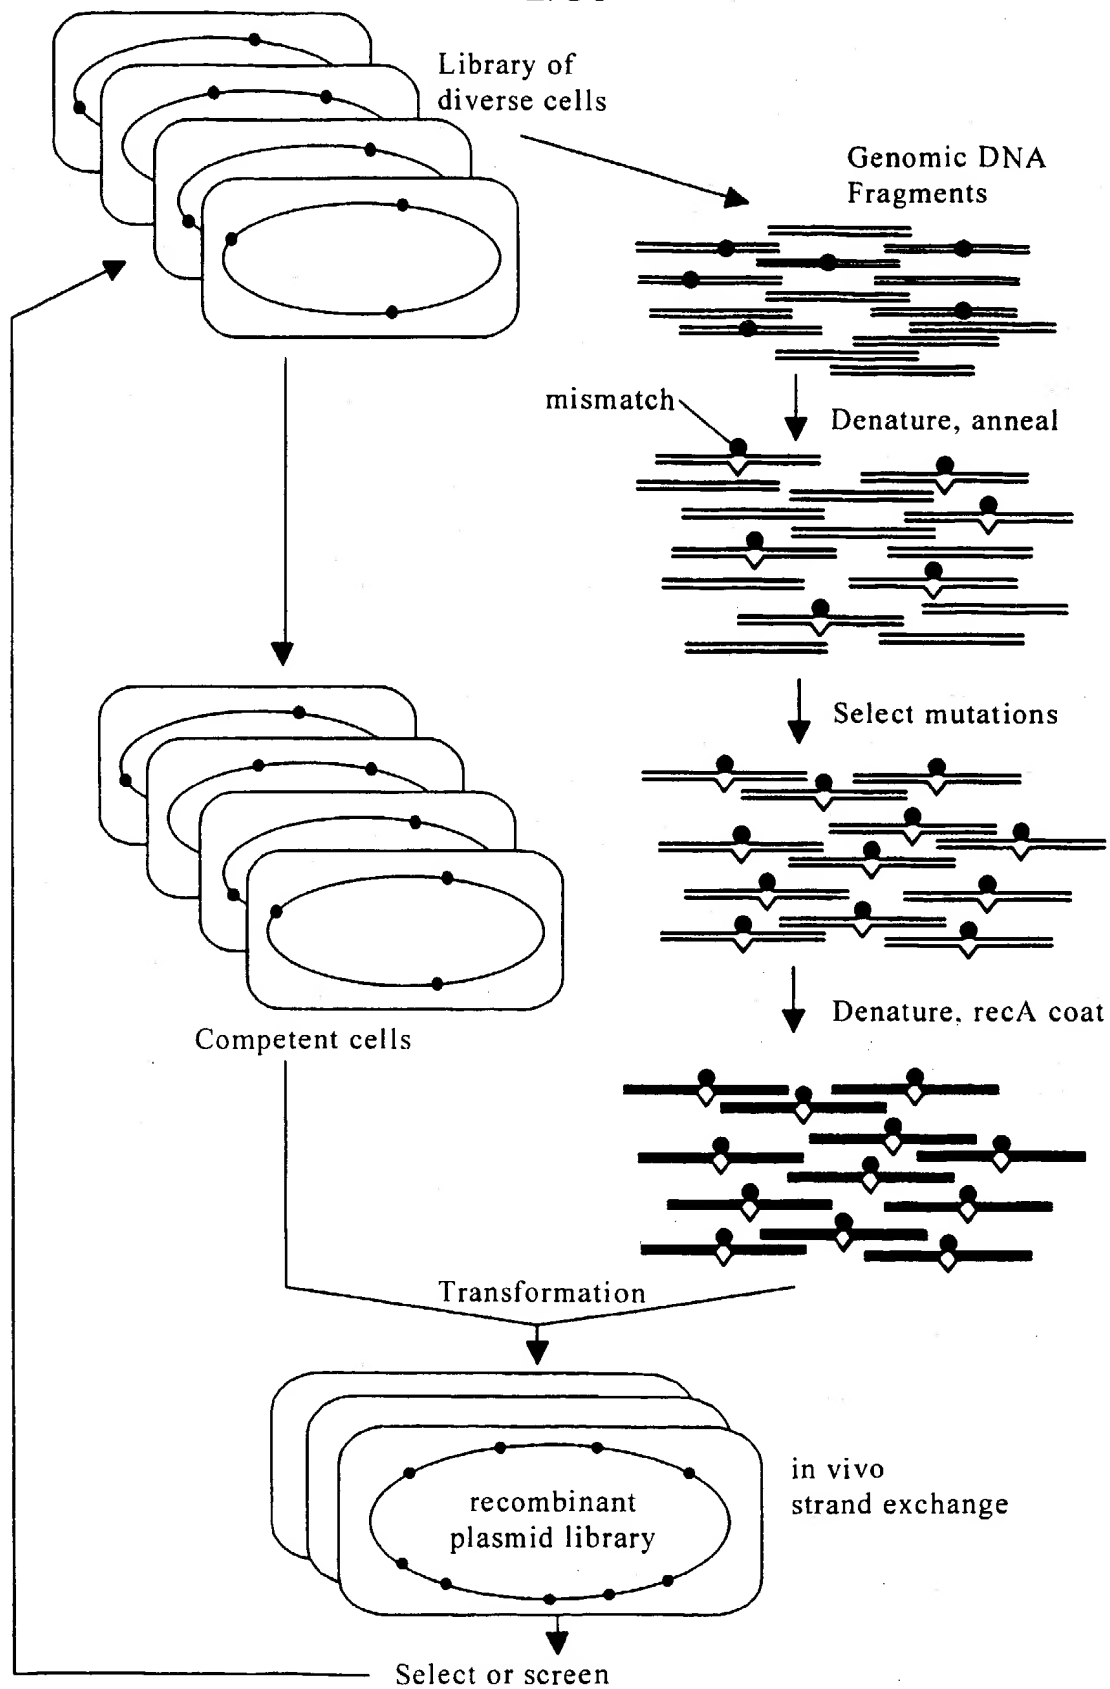 Library of
diverse cells
Genomic DNA
Fragments
mismatch
Denature, anneal
Select mutations
Denature, recA coat
Competent cells
Transformation
in vivo
strand exchange
recombinant
plasmid library
Select or screen